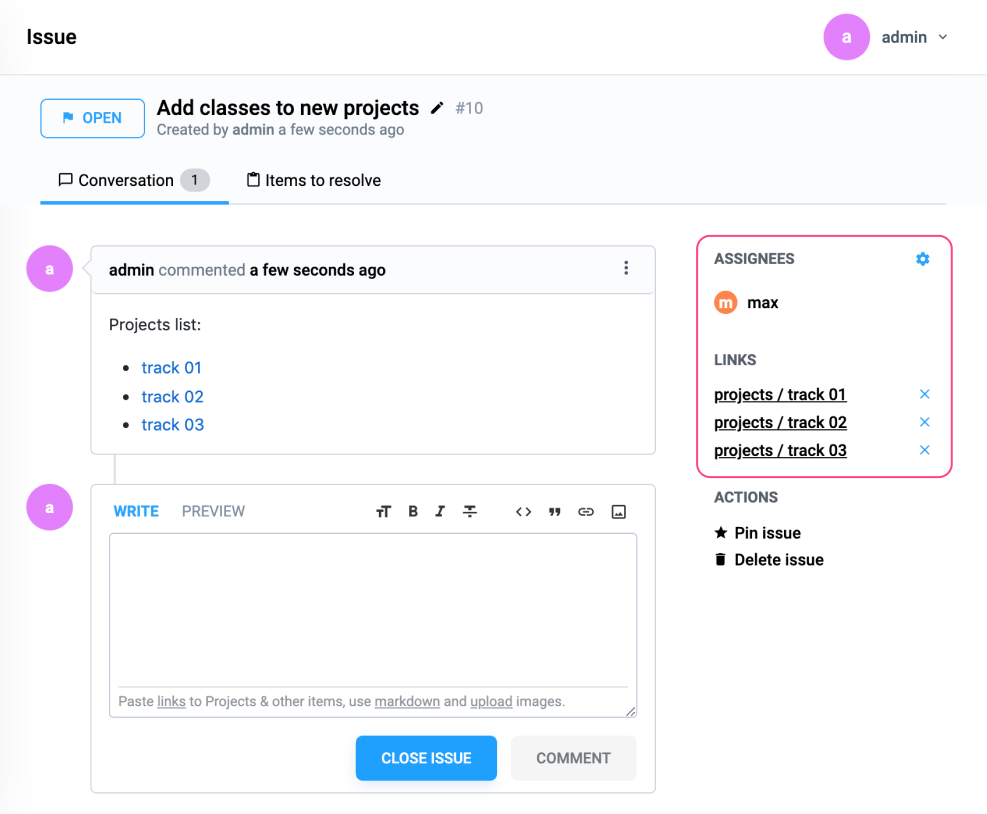 Issue
a admin
OPEN
Add classes to new projects #10
Created by admin a few seconds ago
Conversation 1 Items to resolve
a
admin commented a few seconds ago
Projects list:
track 01
track 02
track 03
ASSIGNEES
m max
LINKS
projects / track 01
projects / track 02
projects / track 03
ACTIONS
Pin issue
Delete issue
a
WRITE PREVIEW
Paste links to Projects & other items, use markdown and upload images.
CLOSE ISSUE COMMENT